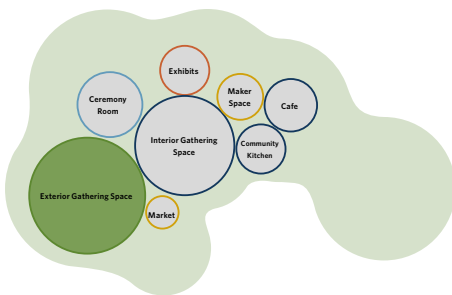 Exhibits
Ceremony
Room
Maker
Space
Cafe
Interior Gathering
Space
Community
Kitchen
Exterior Gathering Space
Market